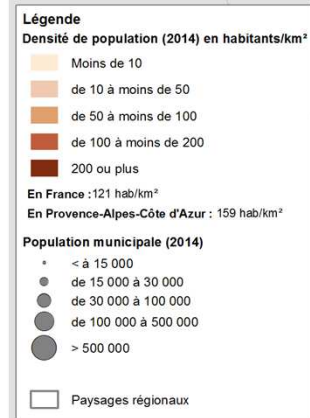 Légende
Densité de population (2014) en habitants/km²
Moins de 10
de 10 à moins de 50
de 50 à moins de 100
de 100 à moins de 200
200 ou plus
En France :121 hab/km²
En Provence-Alpes-Côte d'Azur : 159 hab/km²
Population municipale (2014)
< à 15 000
de 15 000 à 30 000
de 30 000 à 100 000
de 100 000 à 500 000
> 500 000
Paysages régionaux